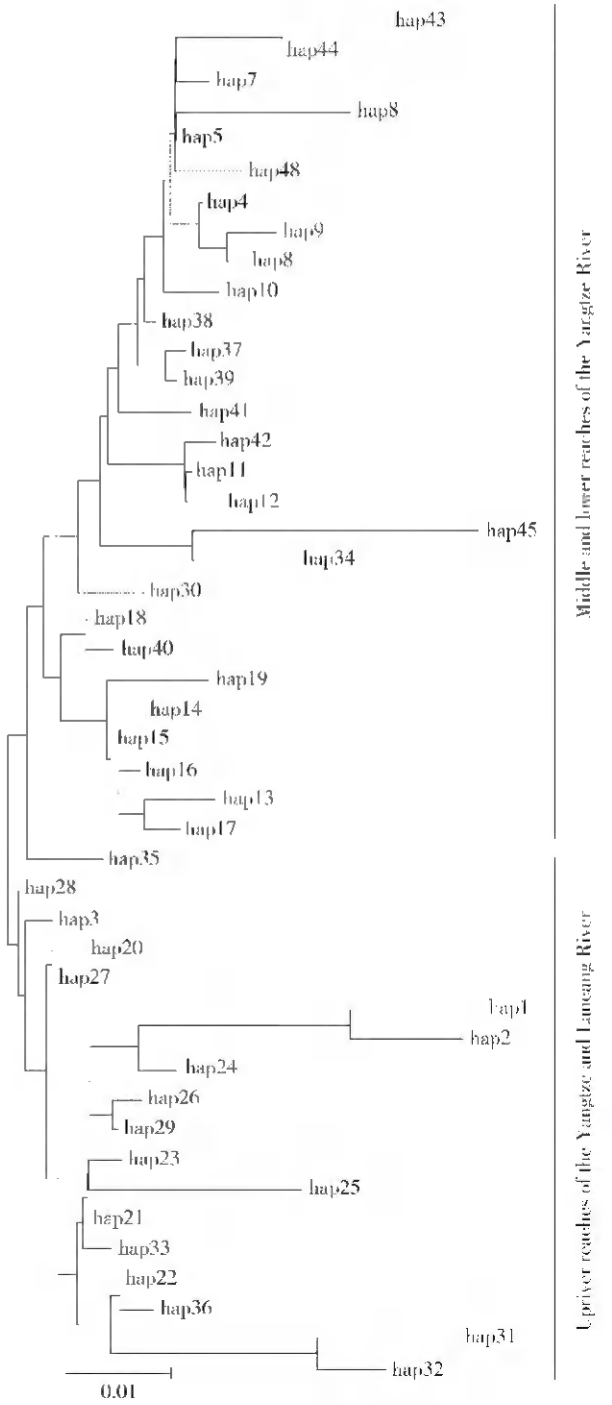 hap43
hap44
hap7
hap8
hap5
hap48
hap4
hap9
hap8
hap10
hap38
hap37
hap39
hap41
hap42
hap11
hap12
hap45
hap34
hap30
hap18
hap40
hap19
hap14
hap15
hap16
hap13
hap17
hap35
hap28
hap3
hap20
hap27
hap1
hap2
hap24
hap26
hap29
hap23
hap25
hap21
hap33
hap22
hap36
hap31
hap32
0.01
Middle and lower reaches of the Yangtze River
Upriver reaches of the Yangtze and Lancang River